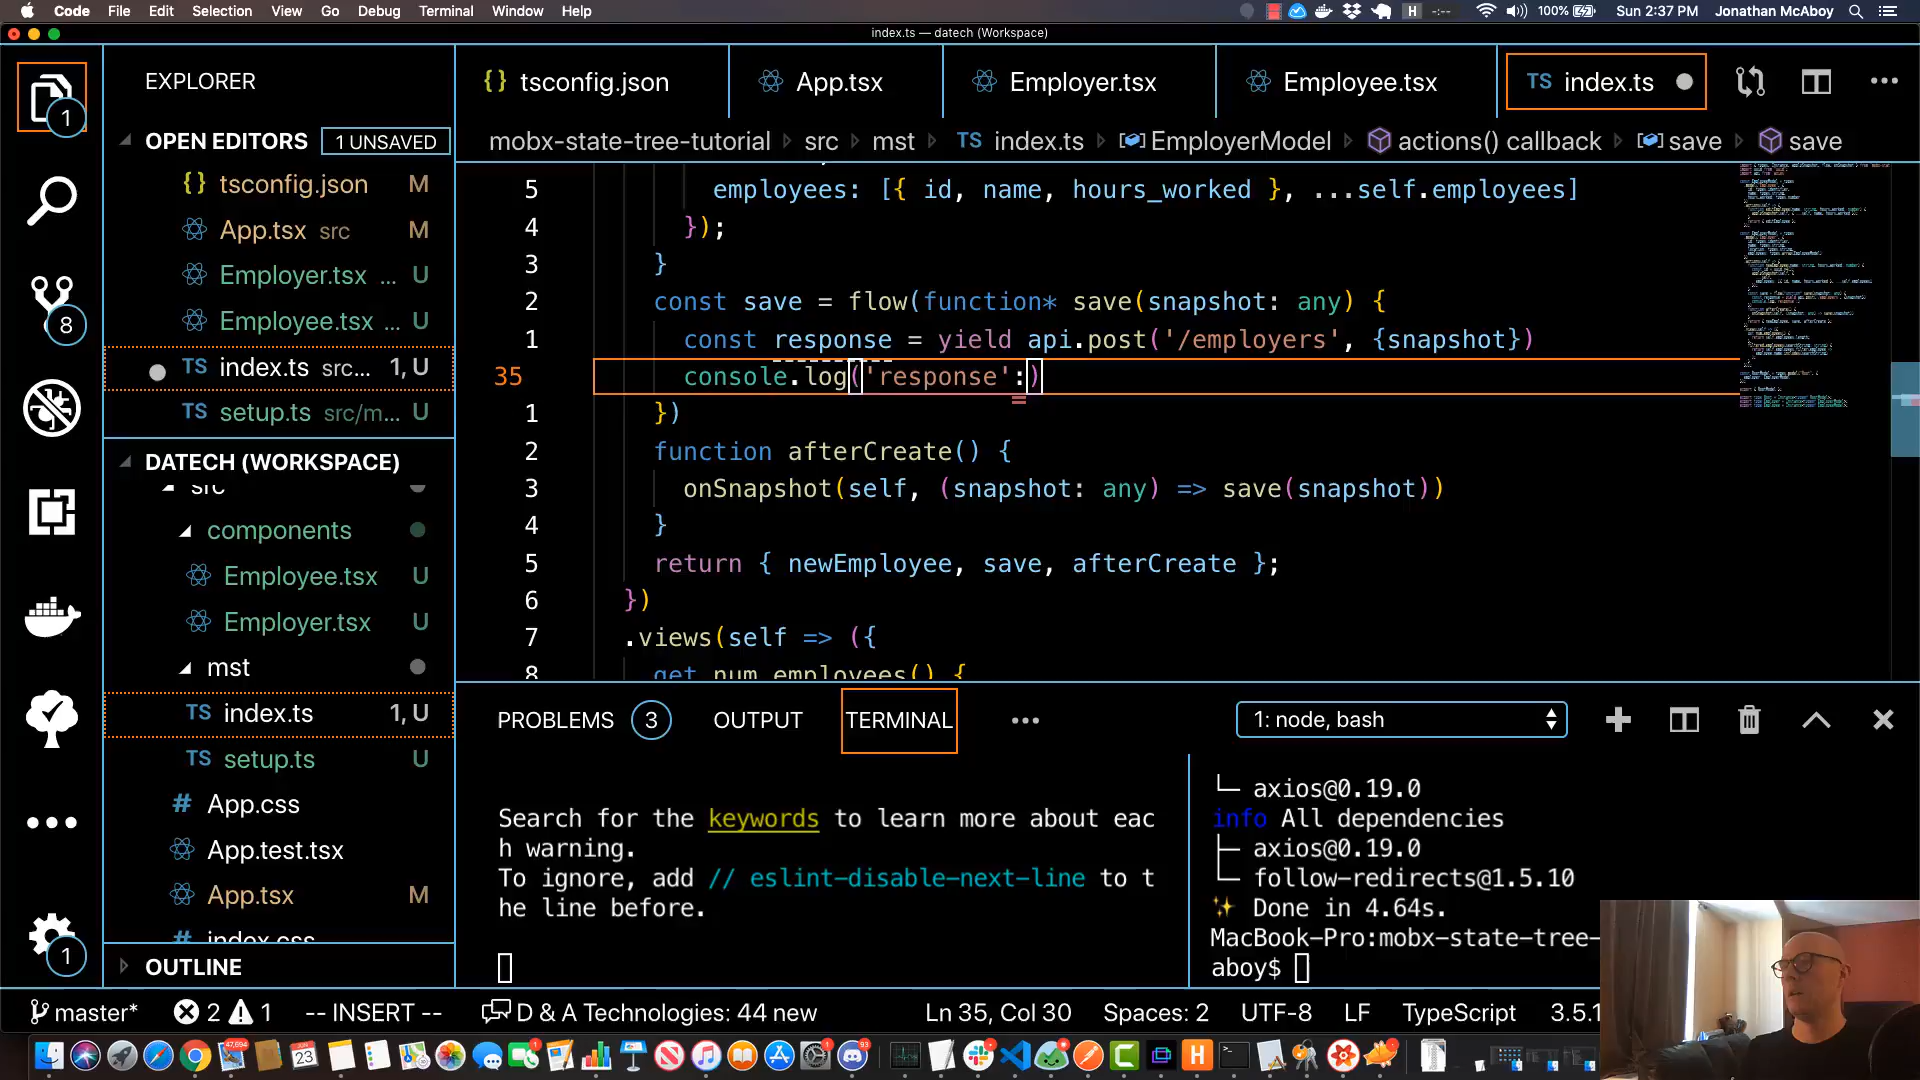 Code File Edit Selection View Go Debug Terminal Window Help
100% Sun 2:37 PM Jonathan McAboy
index.ts — datech (Workspace)
EXPLORER
{} tsconfig.json
App.tsx
Employer.tsx
Employee.tsx
TS index.ts
OPEN EDITORS 1 UNSAVED
mobx-state-tree-tutorial › src › mst › TS index.ts › EmployerModel › actions() callback › save › save
{} tsconfig.json M
App.tsx src M
Employer.tsx ... U
Employee.tsx ... U
TS index.ts src... 1, U
TS setup.ts src/m... U
DATECH (WORKSPACE)
src
components
Employee.tsx U
Employer.tsx U
mst
TS index.ts 1, U
TS setup.ts U
# App.css
App.test.tsx
App.tsx M
# index.css
OUTLINE
1
8
1
5 employees: [{ id, name, hours_worked }, ...self.employees]
4 });
3 }
2 const save = flow(function* save(snapshot: any) {
1 const response = yield api.post('/employers', {snapshot})
35 console.log('response':)
1 })
2 function afterCreate() {
3 onSnapshot(self, (snapshot: any) => save(snapshot))
4 }
5 return { newEmployee, save, afterCreate };
6 })
7 .views(self => ({
8 get num_employees() {
PROBLEMS 3 OUTPUT TERMINAL ... 1: node, bash
Search for the keywords to learn more about eac
h warning.
To ignore, add // eslint-disable-next-line to t
he line before.
└─ axios@0.19.0
info All dependencies
├─ axios@0.19.0
└─ follow-redirects@1.5.10
✨ Done in 4.64s.
MacBook-Pro:mobx-state-tree-
aboy$
master* 2 1 -- INSERT -- D & A Technologies: 44 new Ln 35, Col 30 Spaces: 2 UTF-8 LF TypeScript 3.5.1